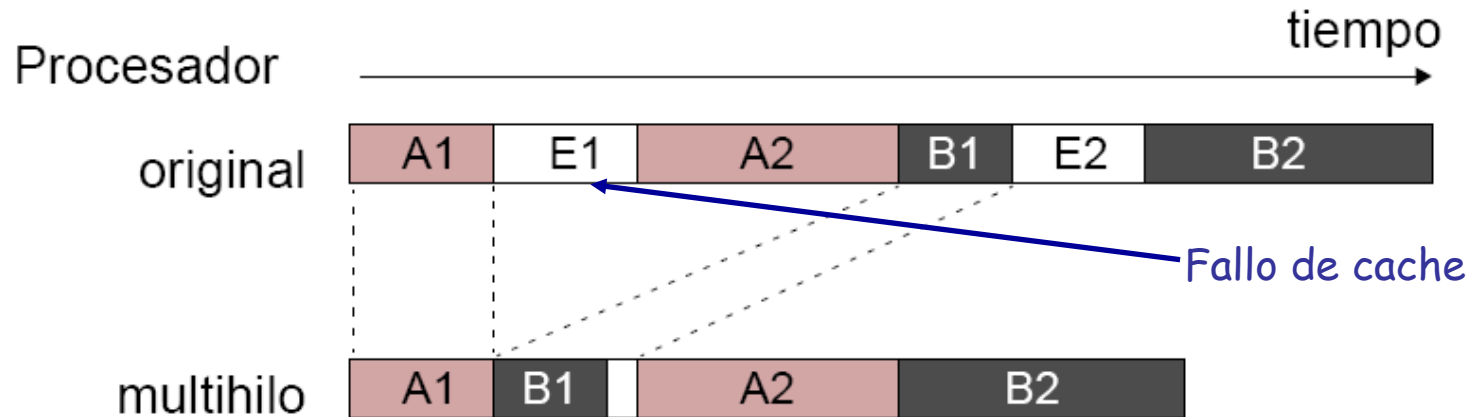 tiempo
Procesador
original A1 E1 A2 B1 E2 B2
Fallo de cache
multihilo A1 B1 A2 B2